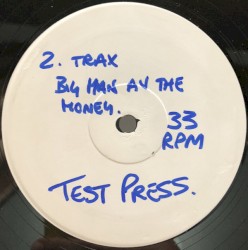 2. TRAX
BIG MAN AV THE
MONEY.
33
RPM
TEST PRESS.